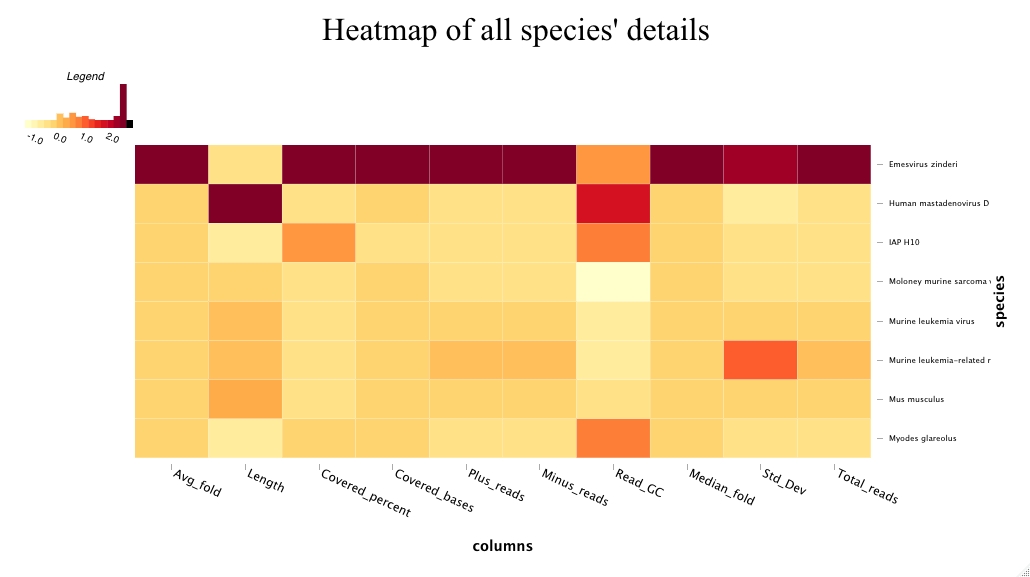 Heatmap of all species' details
Legend
-1.0 0.0 1.0 2.0
Emesvirus zinderi
Human mastadenovirus D
IAP H10
Moloney murine sarcoma
Murine leukemia virus
Murine leukemia-related
Mus musculus
Myodes glareolus
species
Avg_fold Length Covered_percent Covered_bases Plus_reads Minus_reads Read_GC Median_fold Std_Dev Total_reads
columns